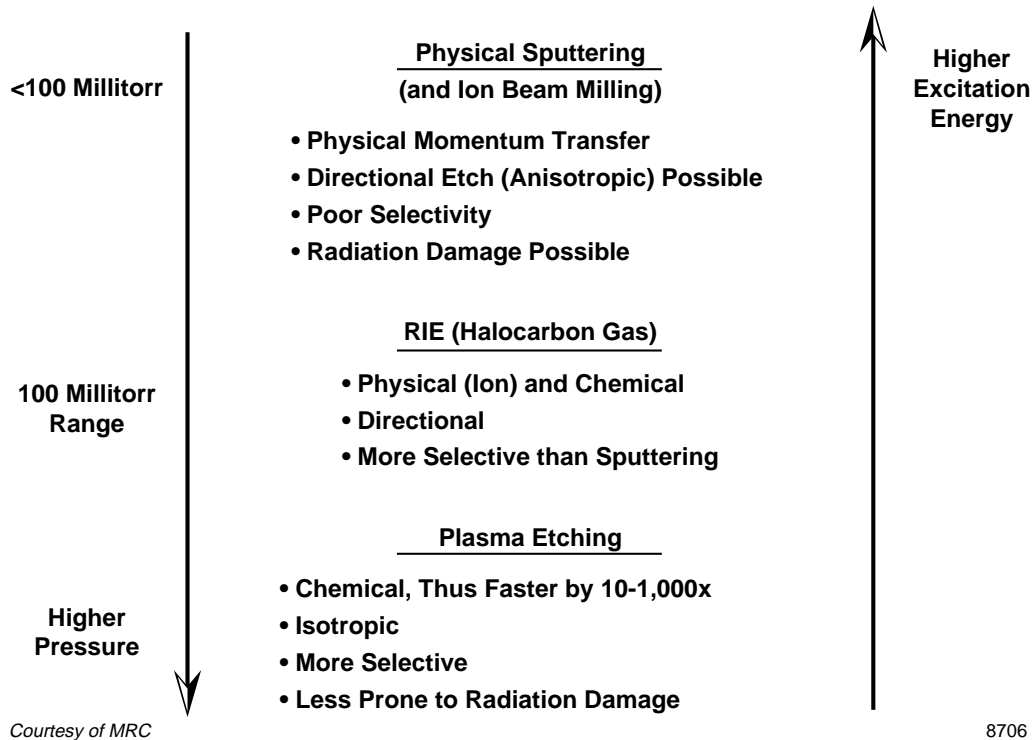 <100 Millitorr
Physical Sputtering
(and Ion Beam Milling)
Higher
Excitation
Energy
• Physical Momentum Transfer
• Directional Etch (Anisotropic) Possible
• Poor Selectivity
• Radiation Damage Possible
100 Millitorr
Range
RIE (Halocarbon Gas)
• Physical (Ion) and Chemical
• Directional
• More Selective than Sputtering
Higher
Pressure
Plasma Etching
• Chemical, Thus Faster by 10-1,000x
• Isotropic
• More Selective
• Less Prone to Radiation Damage
Courtesy of MRC
8706